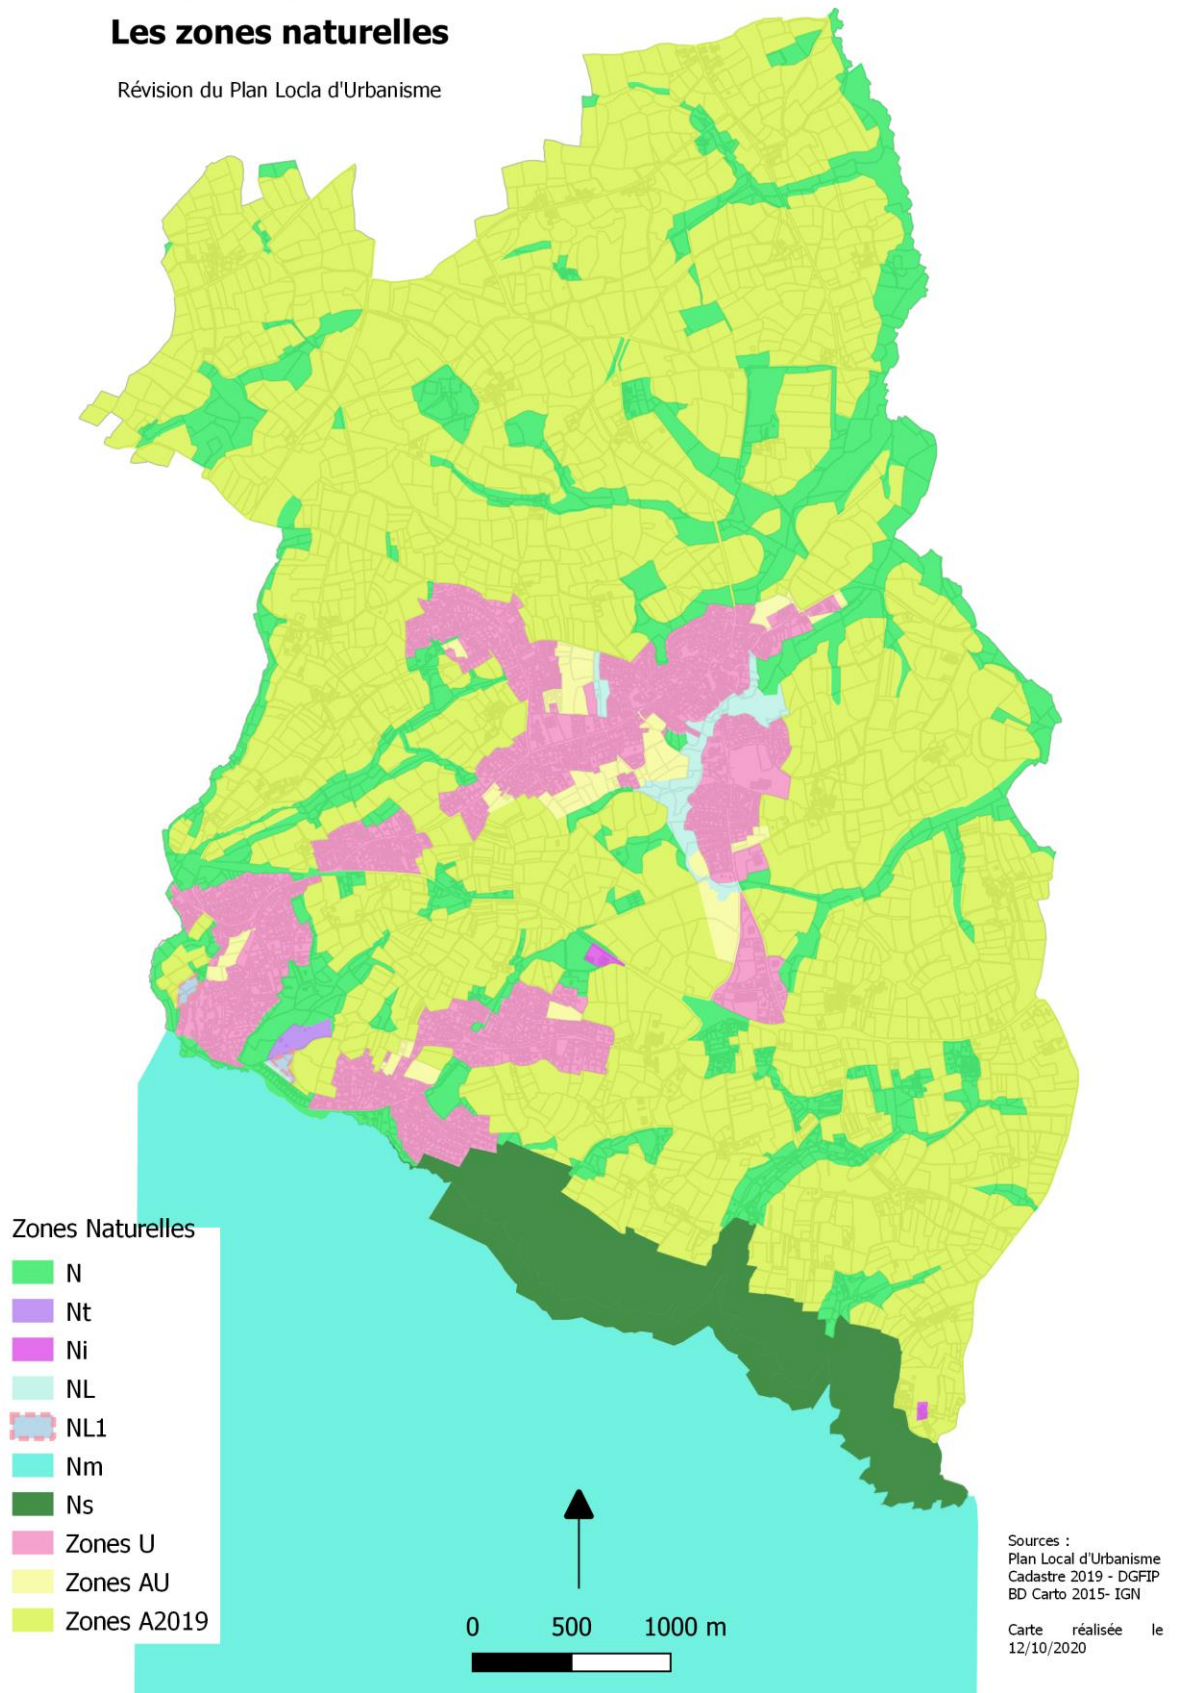 Les zones naturelles
Révision du Plan Locla d'Urbanisme
Zones Naturelles
N
Nt
Ni
NL
NL1
Nm
Ns
Zones U
Zones AU
Zones A2019
0 500 1000 m
Sources :
Plan Local d'Urbanisme
Cadastre 2019 - DGFIP
BD Carto 2015- IGN
Carte réalisée le
12/10/2020